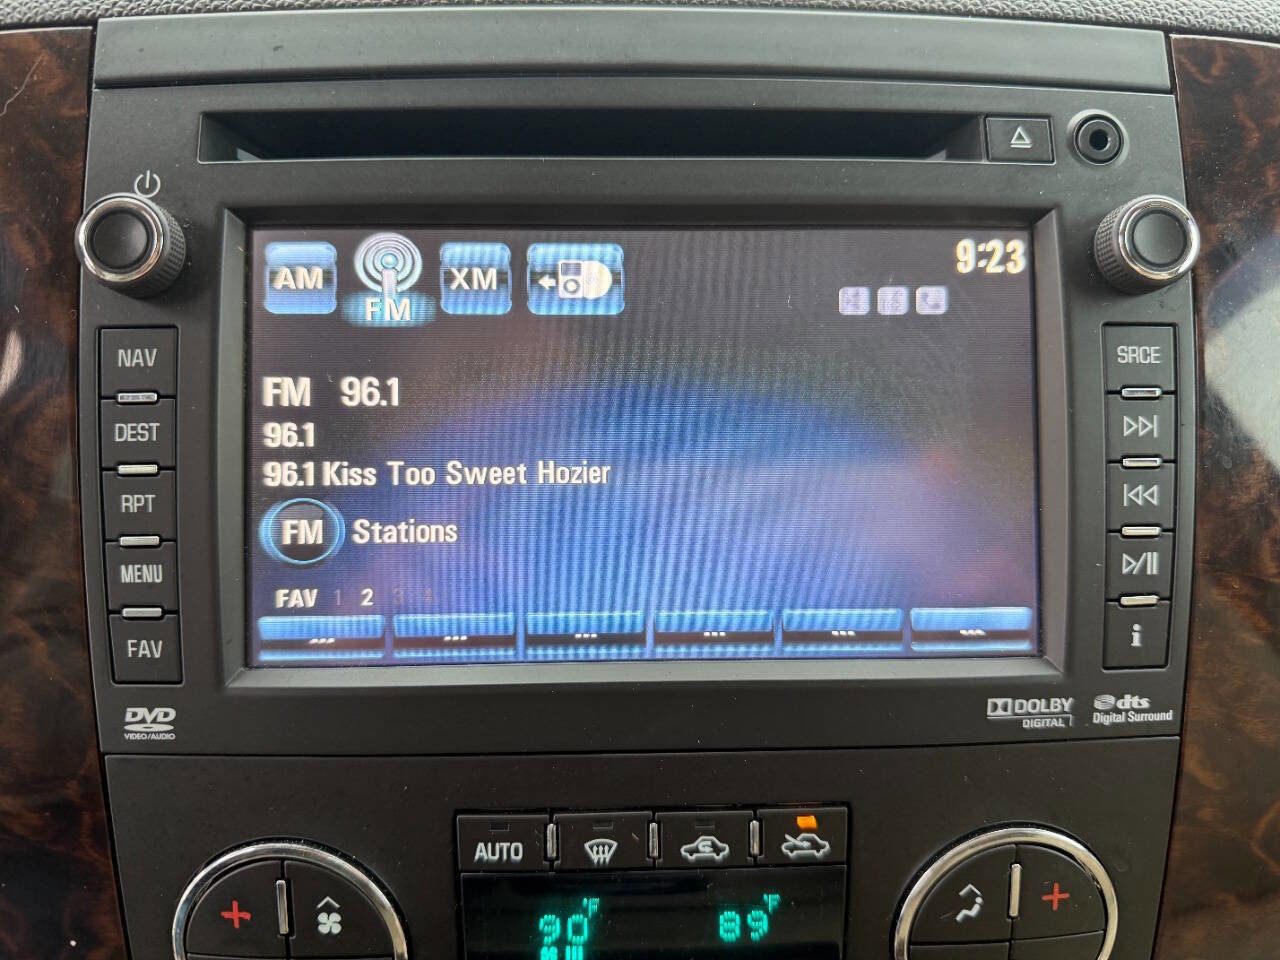 AM FM XM 9:23
FM 96.1
96.1
96.1 Kiss Too Sweet Hozier
FM Stations
FAV 1 2 3 4
... ... ... ... ... ...
NAV
DEST
RPT
MENU
FAV
SRCE
i
DVD
VIDEO/AUDIO
DOLBY
DIGITAL
dts
Digital Surround
AUTO
90°F 89°F